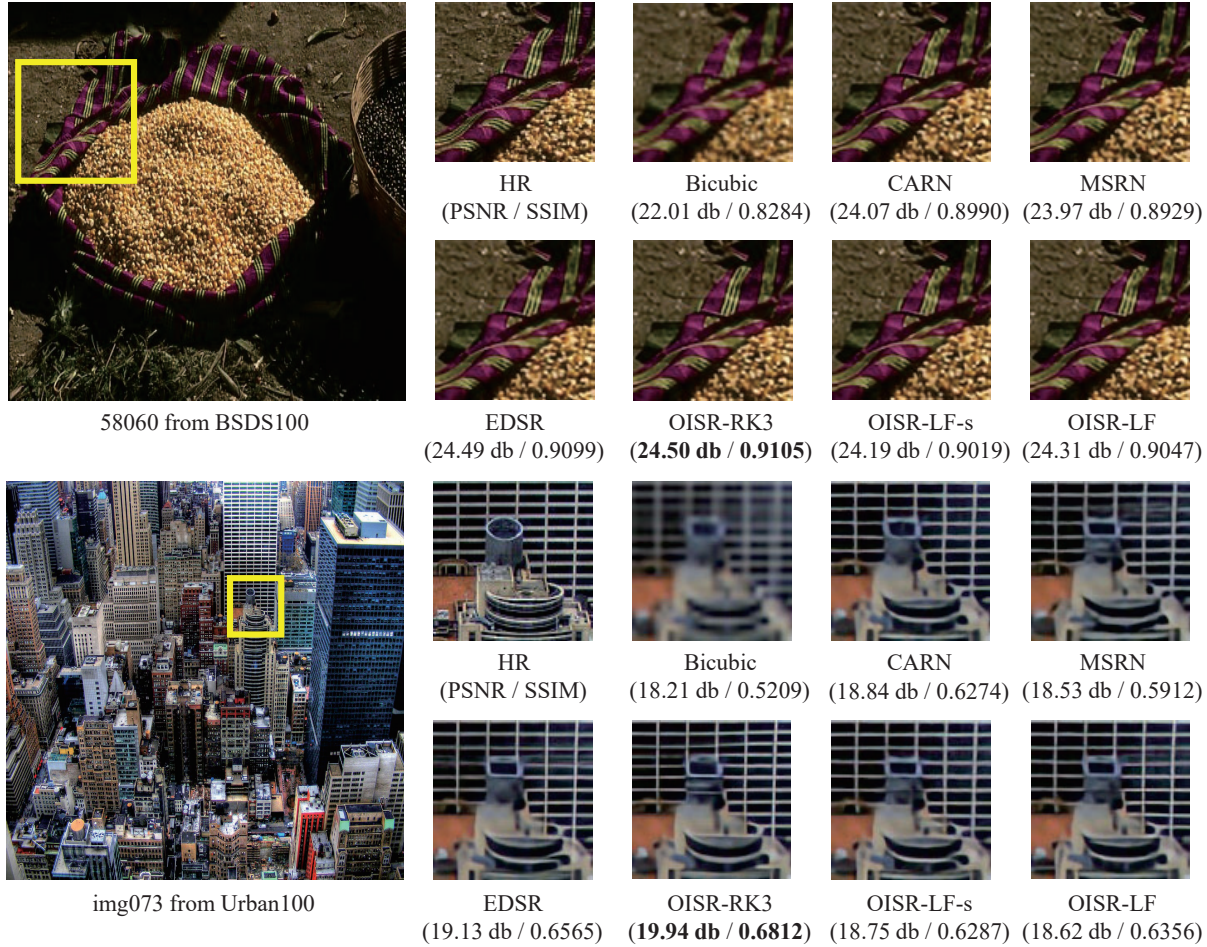 HR Bicubic CARN MSRN
(PSNR / SSIM) (22.01 db / 0.8284) (24.07 db / 0.8990) (23.97 db / 0.8929)
58060 from BSDS100
EDSR OISR-RK3 OISR-LF-s OISR-LF
(24.49 db / 0.9099) (24.50 db / 0.9105) (24.19 db / 0.9019) (24.31 db / 0.9047)
HR Bicubic CARN MSRN
(PSNR / SSIM) (18.21 db / 0.5209) (18.84 db / 0.6274) (18.53 db / 0.5912)
img073 from Urban100
EDSR OISR-RK3 OISR-LF-s OISR-LF
(19.13 db / 0.6565) (19.94 db / 0.6812) (18.75 db / 0.6287) (18.62 db / 0.6356)